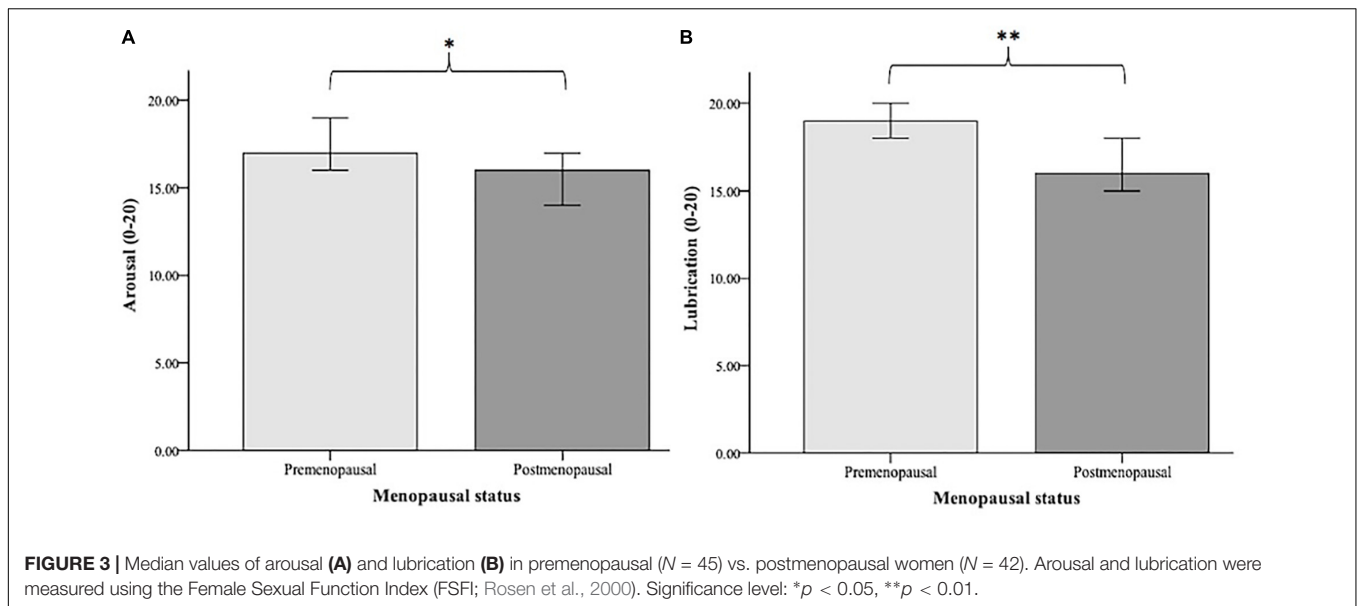 A
*
20.00
15.00
10.00
5.00
0.00
Arousal (0-20)
Premenopausal Postmenopausal
Menopausal status
B
**
20.00
15.00
10.00
5.00
0.00
Lubrication (0-20)
Premenopausal Postmenopausal
Menopausal status
FIGURE 3 | Median values of arousal (A) and lubrication (B) in premenopausal (N = 45) vs. postmenopausal women (N = 42). Arousal and lubrication were
measured using the Female Sexual Function Index (FSFI; Rosen et al., 2000). Significance level: *p < 0.05, **p < 0.01.